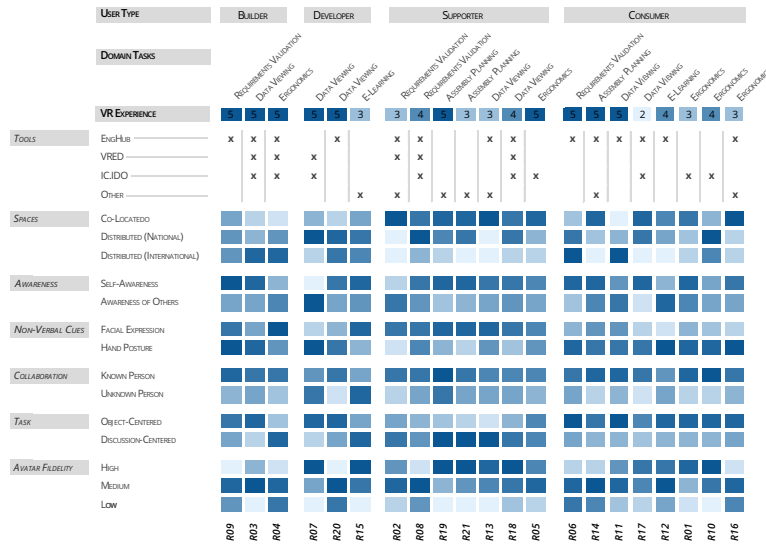 USER TYPE BUILDER DEVELOPER SUPPORTER CONSUMER
DOMAIN TASKS REQUIREMENTS VALIDATION DATA VIEWING ERGONOMICS DATA VIEWING DATA VIEWING E-LEARNING REQUIREMENTS VALIDATION REQUIREMENTS VALIDATION ASSEMBLY PLANNING ASSEMBLY PLANNING DATA VIEWING DATA VIEWING ERGONOMICS REQUIREMENTS VALIDATION ASSEMBLY PLANNING DATA VIEWING DATA VIEWING E-LEARNING ERGONOMICS ERGONOMICS ERGONOMICS
VR EXPERIENCE 5 5 5 5 5 3 3 4 5 3 3 4 5 5 5 5 2 4 3 4 3
TOOLS ENGHUB x x x x x x x x x x x x x x
VRED x x x x x x
IC.IDO x x x x x x x x x
OTHER x x x x x x x
SPACES CO-LOCATEDO
DISTRIBUTED (NATIONAL)
DISTRIBUTED (INTERNATIONAL)
AWARENESS SELF-AWARENESS
AWARENESS OF OTHERS
NON-VERBAL CUES FACIAL EXPRESSION
HAND POSTURE
COLLABORATION KNOWN PERSON
UNKNOWN PERSON
TASK OBJECT-CENTERED
DISCUSSION-CENTERED
AVATAR FILDELITY HIGH
MEDIUM
LOW
R09 R03 R04 R07 R20 R15 R02 R08 R19 R21 R13 R18 R05 R06 R14 R11 R17 R12 R01 R10 R16